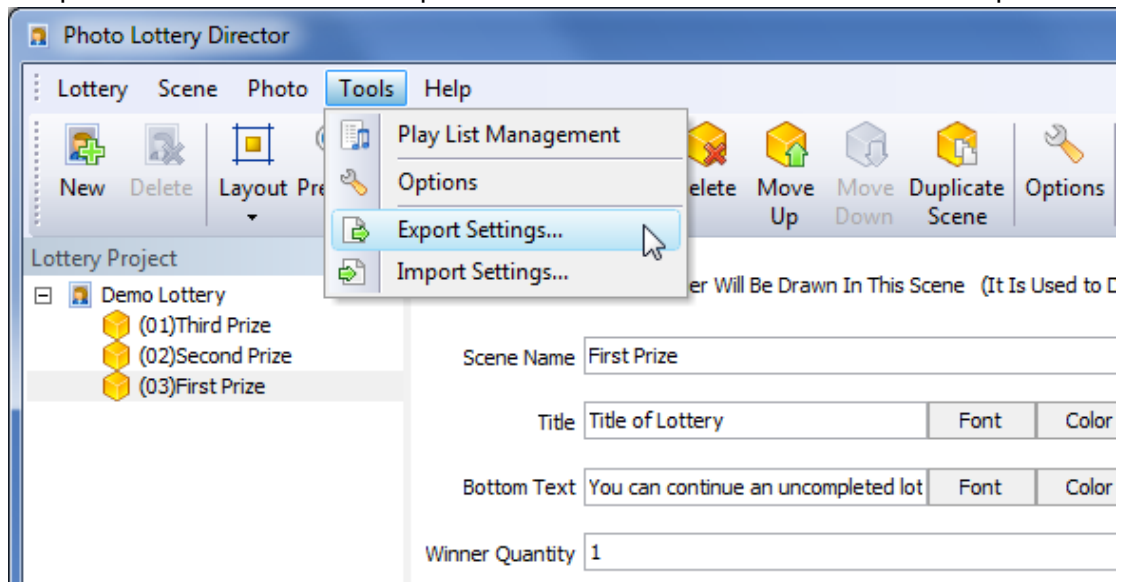 Photo Lottery Director
Lottery Scene Photo Tools Help
Play List Management
Options
Export Settings...
Import Settings...
New Delete Layout Move Up Move Down Duplicate Scene Options
Lottery Project
Demo Lottery
(01)Third Prize
(02)Second Prize
(03)First Prize
Will Be Drawn In This Scene (It Is Used to
Scene Name First Prize
Title Title of Lottery Font Color
Bottom Text You can continue an uncompleted lot Font Color
Winner Quantity 1